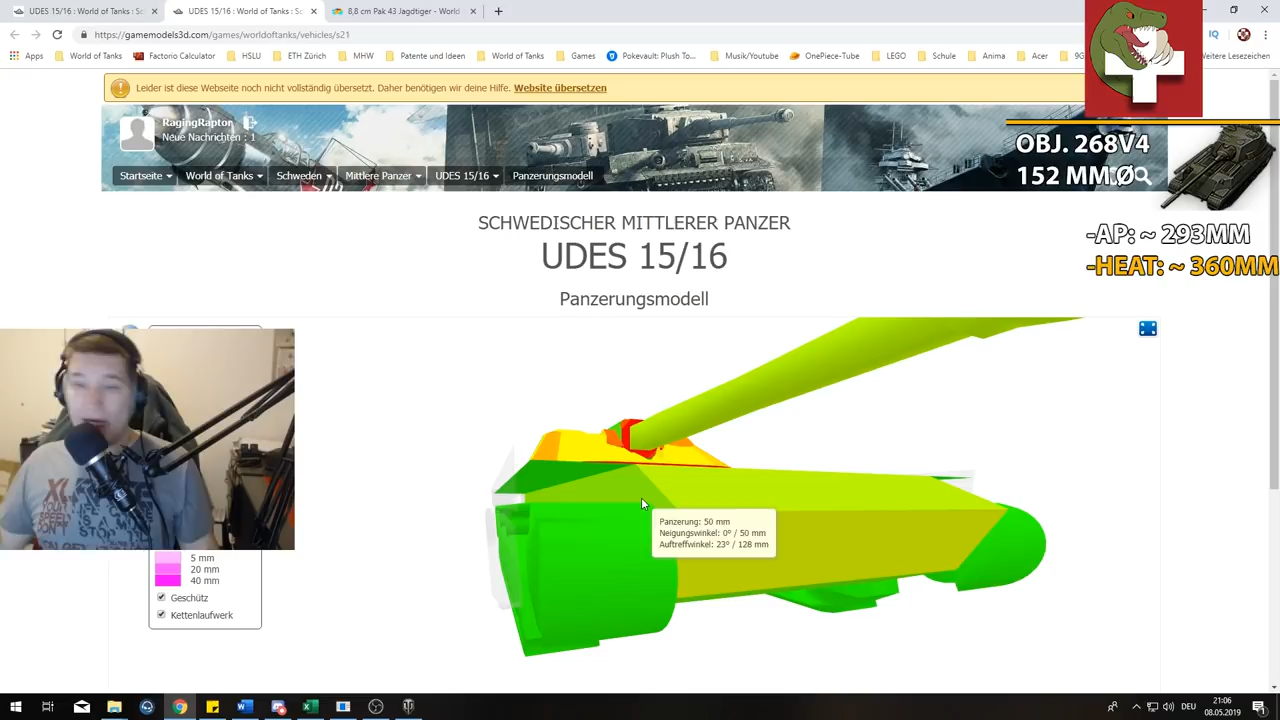 UDES 15/16 : World of Tanks : Sc
UDES 15/16 : World of Tanks : Sc
8,8 cm Pak 43 Jagdtiger - World
https://gamemodels3d.com/games/worldoftanks/vehicles/s21
Apps World of Tanks Factorio Calculator HSLU ETH Zürich MHW Patente und Ideen World of Tanks Games Pokevault: Plush To... Musik/Youtube OnePiece-Tube LEGO Schule Anima Acer Weitere Lesezeichen
Leider ist diese Webseite noch nicht vollständig übersetzt. Daher benötigen wir deine Hilfe. Website übersetzen
RagingRaptor
Neue Nachrichten : 1
OBJ. 268V4
152 MM Ø
Startseite World of Tanks Schweden Mittlere Panzer UDES 15/16 Panzerungsmodell
-AP: ~ 293MM
-HEAT: ~ 360MM
SCHWEDISCHER MITTLERER PANZER
UDES 15/16
Panzerungsmodell
Panzerung: 50 mm
Neigungswinkel: 0° / 50 mm
Auftreffwinkel: 23° / 128 mm
5 mm
20 mm
40 mm
Geschütz
Kettenlaufwerk
DEU
21:06
08.05.2019